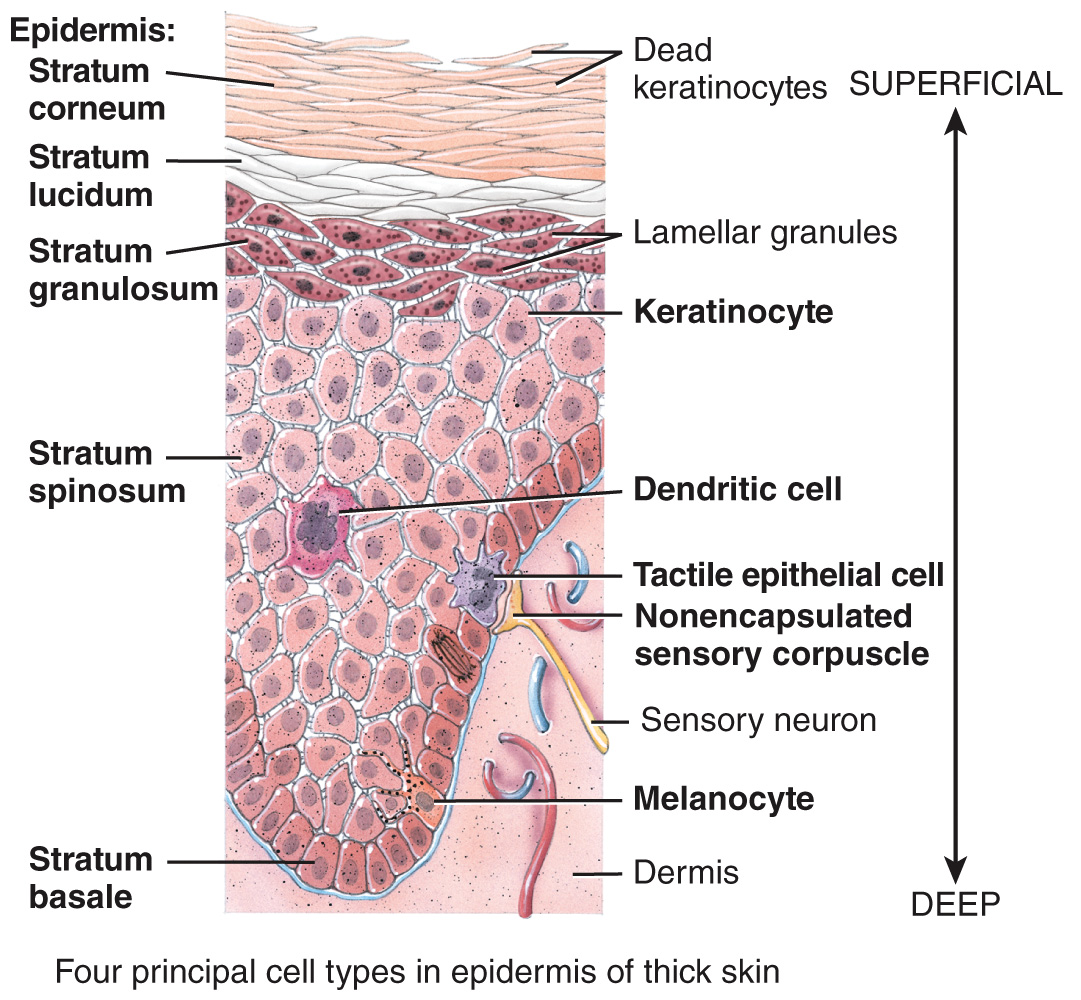 Epidermis:
Stratum
corneum
Stratum
lucidum
Stratum
granulosum
Stratum
spinosum
Stratum
basale
Dead
keratinocytes
Lamellar granules
Keratinocyte
Dendritic cell
Tactile epithelial cell
Nonencapsulated
sensory corpuscle
Sensory neuron
Melanocyte
Dermis
SUPERFICIAL
DEEP
Four principal cell types in epidermis of thick skin